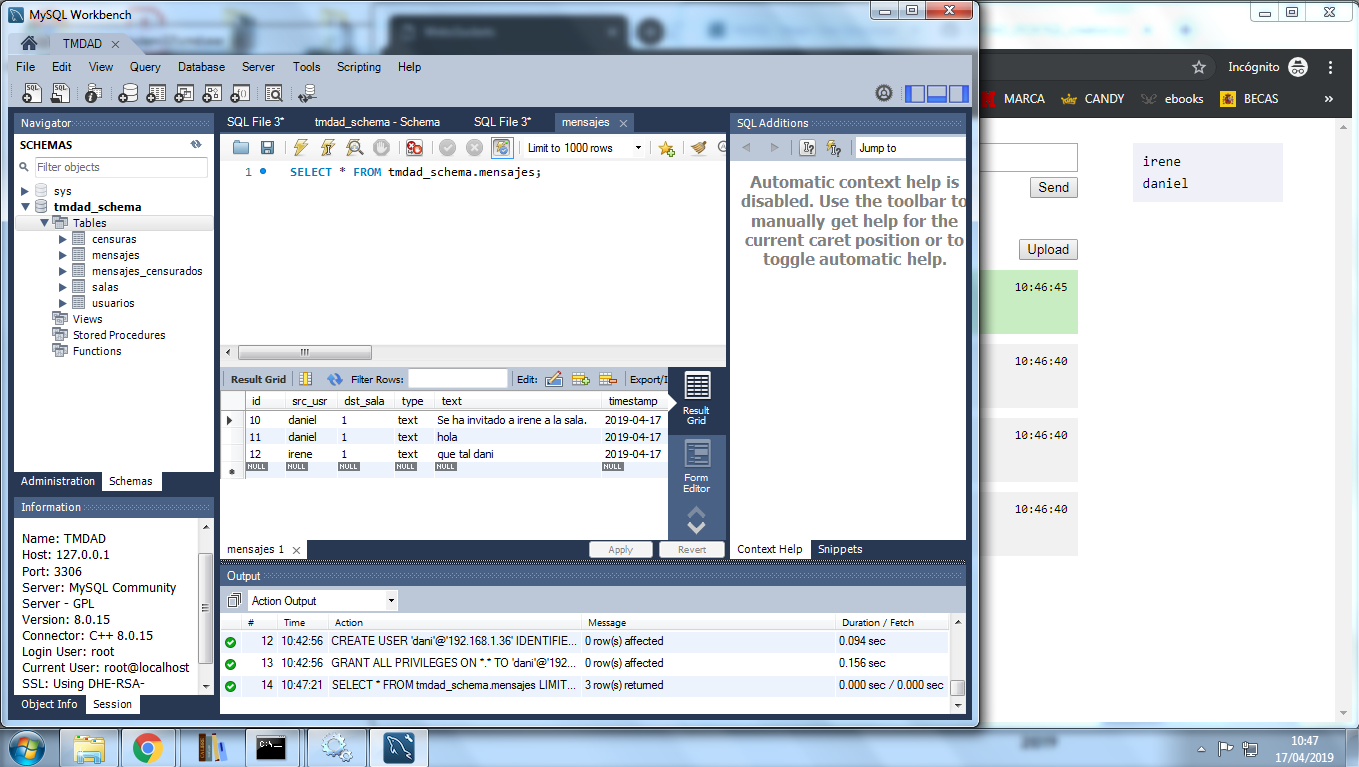 MySQL Workbench
TMDAD
File Edit View Query Database Server Tools Scripting Help
Navigator
SCHEMAS
Filter objects
sys
tmdad_schema
Tables
censuras
mensajes
mensajes_censurados
salas
usuarios
Views
Stored Procedures
Functions
Administration Schemas
Information
Name: TMDAD
Host: 127.0.0.1
Port: 3306
Server: MySQL Community
Server - GPL
Version: 8.0.15
Connector: C++ 8.0.15
Login User: root
Current User: root@localhost
SSL: Using DHE-RSA-
Object Info Session
SQL File 3* tmdad_schema - Schema SQL File 3* mensajes
Limit to 1000 rows
1 SELECT * FROM tmdad_schema.mensajes;
Result Grid Filter Rows: Edit: Export/I
id src_usr dst_sala type text timestamp
10 daniel 1 text Se ha invitado a irene a la sala. 2019-04-17
11 daniel 1 text hola 2019-04-17
12 irene 1 text que tal dani 2019-04-17
NULL NULL NULL NULL NULL NULL
Result
Grid
Form
Editor
mensajes 1 Apply Revert
SQL Additions
Jump to
Automatic context help is
disabled. Use the toolbar to
manually get help for the
current caret position or to
toggle automatic help.
Context Help Snippets
Output
Action Output
# Time Action Message Duration / Fetch
12 10:42:56 CREATE USER 'dani'@'192.168.1.36' IDENTIFIE... 0 row(s) affected 0.094 sec
13 10:42:56 GRANT ALL PRIVILEGES ON *.* TO 'dani'@'192... 0 row(s) affected 0.156 sec
14 10:47:21 SELECT * FROM tmdad_schema.mensajes LIMIT... 3 row(s) returned 0.000 sec / 0.000 sec
Incógnito
MARCA CANDY ebooks BECAS »
Send
Upload
irene
daniel
10:46:45
10:46:40
10:46:40
10:46:40
10:47
17/04/2019